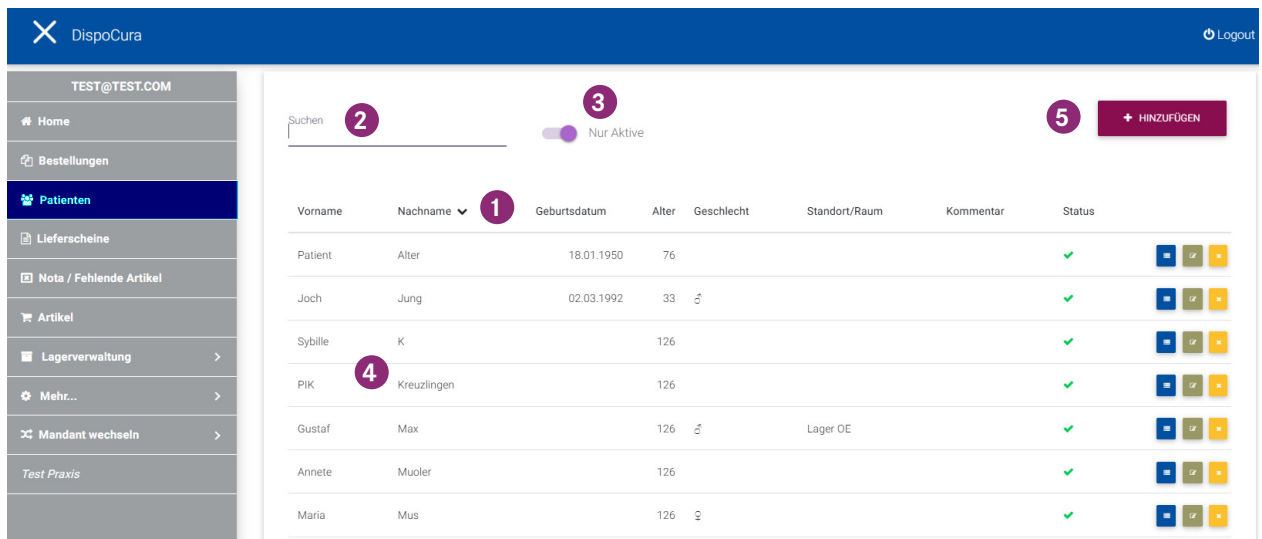 DispoCura
Logout
TEST@TEST.COM
Home
Bestellungen
Patienten
Lieferscheine
Nota / Fehlende Artikel
Artikel
Lagerverwaltung
Mehr...
Mandant wechseln
Test Praxis
Suchen 2
3
Nur Aktive
5 + HINZUFÜGEN
Vorname Nachname 1 Geburtsdatum Alter Geschlecht Standort/Raum Kommentar Status
Patient Alter 18.01.1950 76
Joch Jung 02.03.1992 33 ♂
Sybille K 126
4
PIK Kreuzlingen 126
Gustaf Max 126 ♂ Lager OE
Annete Muoler 126
Maria Mus 126 ♀